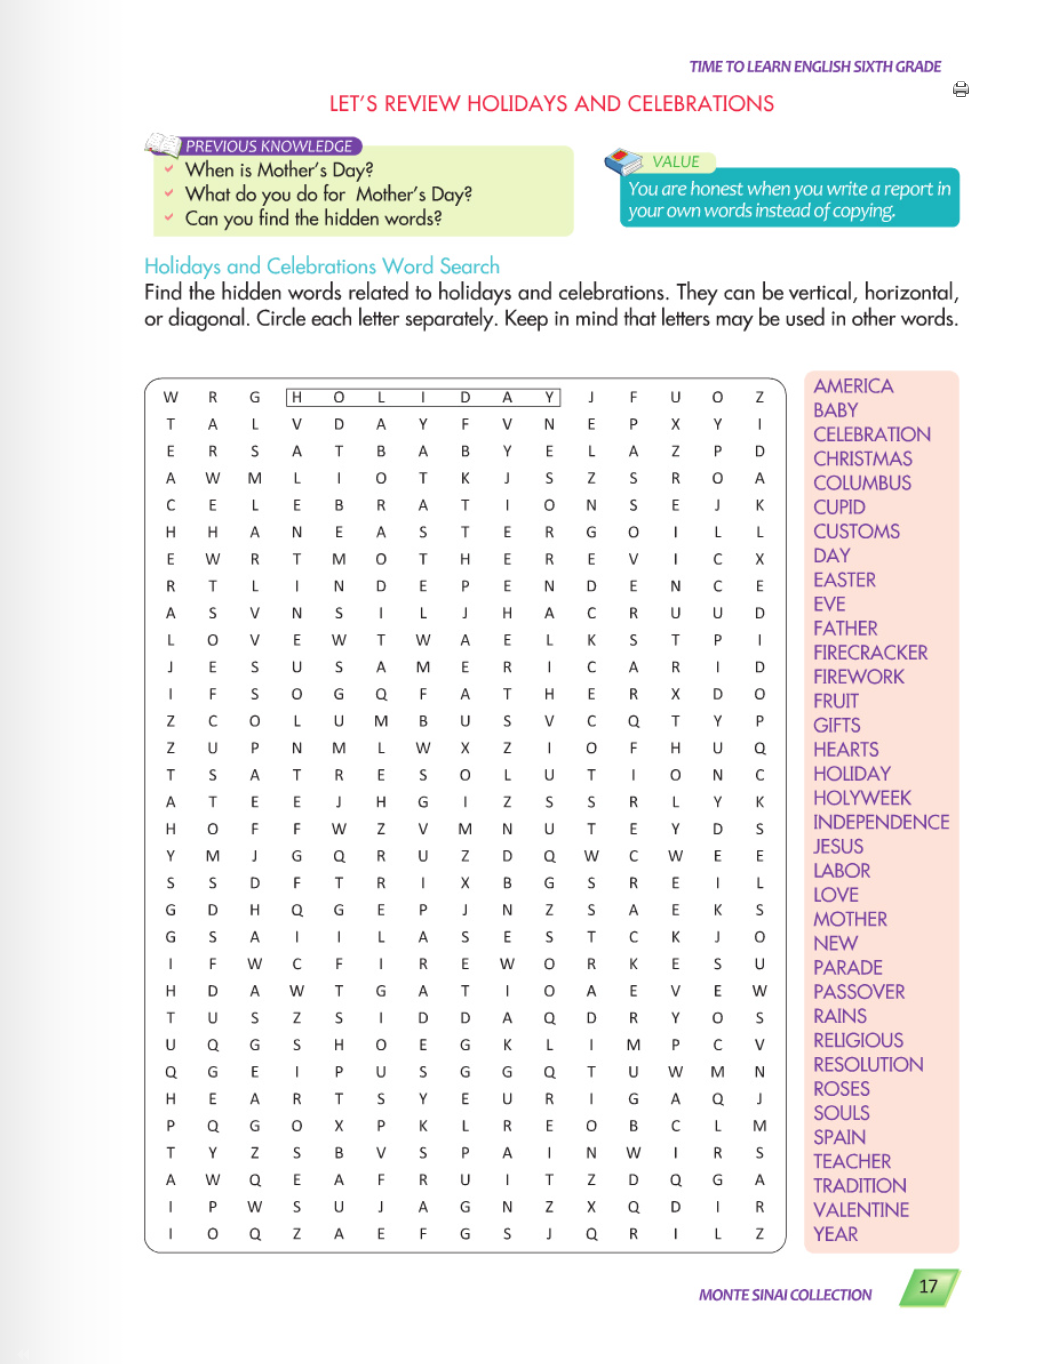 TIME TO LEARN ENGLISH SIXTH GRADE
LET'S REVIEW HOLIDAYS AND CELEBRATIONS
PREVIOUS KNOWLEDGE
When is Mother's Day?
What do you do for Mother's Day?
Can you find the hidden words?
VALUE
You are honest when you write a report in
your own words instead of copying.
Holidays and Celebrations Word Search
Find the hidden words related to holidays and celebrations. They can be vertical, horizontal,
or diagonal. Circle each letter separately. Keep in mind that letters may be used in other words.
W R G H O L I D A Y J F U O Z
T A L V D A Y F V N E P X Y I
E R S A T B A B Y E L A Z P D
A W M L I O T K J S Z S R O A
C E L E B R A T I O N S E J K
H H A N E A S T E R G O I L L
E W R T M O T H E R E V I C X
R T L I N D E P E N D E N C E
A S V N S I L J H A C R U U D
L O V E W T W A E L K S T P I
J E S U S A M E R I C A R I D
I F S O G Q F A T H E R X D O
Z C O L U M B U S V C Q T Y P
Z U P N M L W X Z I O F H U Q
T S A T R E S O L U T I O N C
A T E E J H G I Z S S R L Y K
H O F F W Z V M N U T E Y D S
Y M J G Q R U Z D Q W C W E E
S S D F T R I X B G S R E I L
G D H Q G E P J N Z S A E K S
G S A I I L A S E S T C K J O
I F W C F I R E W O R K E S U
H D A W T G A T I O A E V E W
T U S Z S I D D A Q D R Y O S
U Q G S H O E G K L I M P C V
Q G E I P U S G G Q T U W M N
H E A R T S Y E U R I G A Q J
P Q G O X P K L R E O B C L M
T Y Z S B V S P A I N W I R S
A W Q E A F R U I T Z D Q G A
I P W S U J A G N Z X Q D I R
I O Q Z A E F G S J Q R I L Z
AMERICA
BABY
CELEBRATION
CHRISTMAS
COLUMBUS
CUPID
CUSTOMS
DAY
EASTER
EVE
FATHER
FIRECRACKER
FIREWORK
FRUIT
GIFTS
HEARTS
HOLIDAY
HOLYWEEK
INDEPENDENCE
JESUS
LABOR
LOVE
MOTHER
NEW
PARADE
PASSOVER
RAINS
RELIGIOUS
RESOLUTION
ROSES
SOULS
SPAIN
TEACHER
TRADITION
VALENTINE
YEAR
MONTE SINAI COLLECTION
17